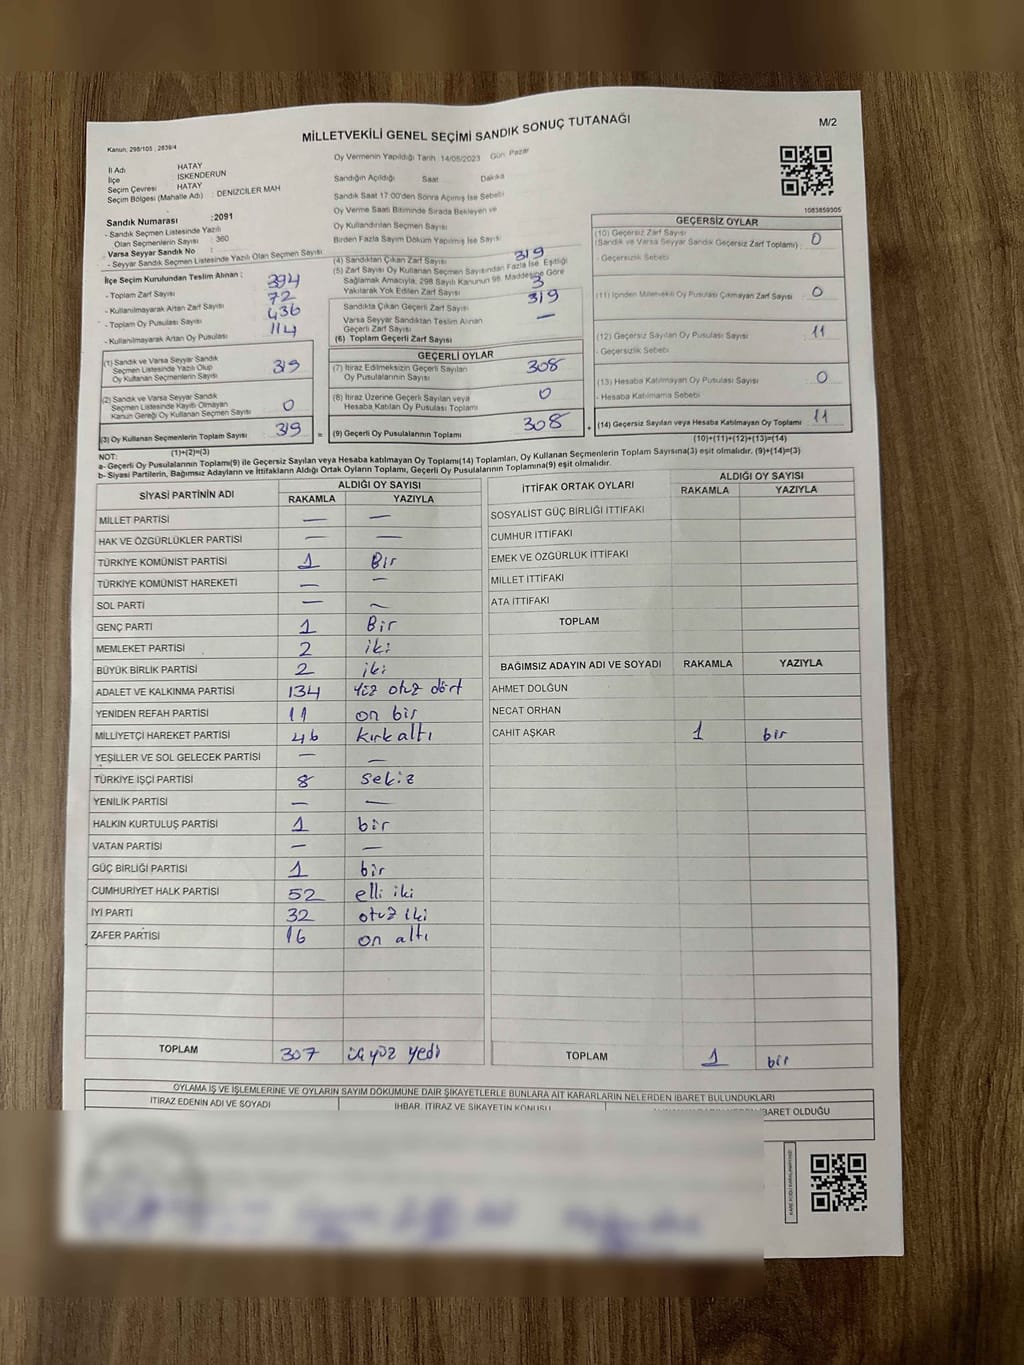 MİLLETVEKİLİ GENEL SEÇİMİ SANDIK SONUÇ TUTANAĞI
M/2
Kanun: 298/105 ; 2839/4
İl Adı HATAY
İlçe İSKENDERUN
Seçim Çevresi HATAY
Seçim Bölgesi (Mahalle Adı) : DENİZCİLER MAH
Sandık Numarası :2091
- Sandık Seçmen Listesinde Yazılı
Olan Seçmenlerin Sayısı : 360
Varsa Seyyar Sandık No :
- Seyyar Sandık Seçmen Listesinde Yazılı Olan Seçmen Sayısı
İlçe Seçim Kurulundan Teslim Alınan :
- Toplam Zarf Sayısı 394
- Kullanılmayarak Artan Zarf Sayısı 72
- Toplam Oy Pusulası Sayısı 436
- Kullanılmayarak Artan Oy Pusulası 114
(1) Sandık ve Varsa Seyyar Sandık
Seçmen Listesinde Yazılı Olup
Oy Kullanan Seçmenlerin Sayısı 319
(2) Sandık ve Varsa Seyyar Sandık
Seçmen Listesinde Kayıtlı Olmayan
Kanun Gereği Oy Kullanan Seçmen Sayısı 0
(3) Oy Kullanan Seçmenlerin Toplam Sayısı 319 =
(1)+(2)=(3)
Oy Vermenin Yapıldığı Tarih 14/05/2023 Gün: Pazar
Sandığın Açıldığı Saat Dakika
Sandık Saat 17:00'den Sonra Açımış İse Sebebi
Oy Verme Saati Bitiminde Sırada Bekleyen ve
Oy Kullandırılan Seçmen Sayısı
Birden Fazla Sayım Döküm Yapılmış İse Sayısı
(4) Sandıktan Çıkan Zarf Sayısı 319
(5) Zarf Sayısı Oy Kullanan Seçmen Sayısından Fazla İse, Eşitliği
Sağlamak Amacıyla, 298 Sayılı Kanunun 98. Maddesine Göre
Yakılarak Yok Edilen Zarf Sayısı
Sandıkta Çıkan Geçerli Zarf Sayısı 319
Varsa Seyyar Sandıktan Teslim Alınan
Geçerli Zarf Sayısı —
(6) Toplam Geçerli Zarf Sayısı
GEÇERLİ OYLAR
(7) İtiraz Edilmeksizin Geçerli Sayılan
Oy Pusulalarının Sayısı 308
(8) İtiraz Üzerine Geçerli Sayılan veya
Hesaba Katılan Oy Pusulası Toplamı 0
(9) Geçerli Oy Pusulalarının Toplamı 308 +
1083859305
GEÇERSİZ OYLAR
(10) Geçersiz Zarf Sayısı
(Sandık ve Varsa Seyyar Sandık Geçersiz Zarf Toplamı) : 0
- Geçersizlik Sebebi
(11) İçinden Milletvekili Oy Pusulası Çıkmayan Zarf Sayısı 0
(12) Geçersiz Sayılan Oy Pusulası Sayısı 11
- Geçersizlik Sebebi
(13) Hesaba Katılmayan Oy Pusulası Sayısı 0
- Hesaba Katılmama Sebebi
(14) Geçersiz Sayılan veya Hesaba Katılmayan Oy Toplamı 11
(10)+(11)+(12)+(13)=(14)
NOT:
a- Geçerli Oy Pusulalarının Toplamı(9) ile Geçersiz Sayılan veya Hesaba katılmayan Oy Toplamı(14) Toplamları, Oy Kullanan Seçmenlerin Toplam Sayısına(3) eşit olmalıdır. (9)+(14)=(3)
b- Siyasi Partilerin, Bağımsız Adayların ve İttifakların Aldığı Ortak Oyların Toplamı, Geçerli Oy Pusulalarının Toplamına(9) eşit olmalıdır.
SİYASİ PARTİNİN ADI ALDIĞI OY SAYISI
RAKAMLA YAZIYLA
MİLLET PARTİSİ — —
HAK VE ÖZGÜRLÜKLER PARTİSİ — —
TÜRKİYE KOMÜNİST PARTİSİ 1 Bir
TÜRKİYE KOMÜNİST HAREKETİ — —
SOL PARTİ — —
GENÇ PARTİ 1 Bir
MEMLEKET PARTİSİ 2 iki
BÜYÜK BİRLİK PARTİSİ 2 iki
ADALET VE KALKINMA PARTİSİ 134 Yüz otuz dört
YENİDEN REFAH PARTİSİ 11 on bir
MİLLİYETÇİ HAREKET PARTİSİ 46 kırk altı
YEŞİLLER VE SOL GELECEK PARTİSİ — —
TÜRKİYE İŞÇİ PARTİSİ 8 sekiz
YENİLİK PARTİSİ — —
HALKIN KURTULUŞ PARTİSİ 1 bir
VATAN PARTİSİ — —
GÜÇ BİRLİĞİ PARTİSİ 1 bir
CUMHURİYET HALK PARTİSİ 52 elli iki
İYİ PARTİ 32 otuz iki
ZAFER PARTİSİ 16 on altı
TOPLAM 307 üçyüz yedi
İTTİFAK ORTAK OYLARI ALDIĞI OY SAYISI
RAKAMLA YAZIYLA
SOSYALİST GÜÇ BİRLİĞİ İTTİFAKI
CUMHUR İTTİFAKI
EMEK VE ÖZGÜRLÜK İTTİFAKI
MİLLET İTTİFAKI
ATA İTTİFAKI
TOPLAM
BAĞIMSIZ ADAYIN ADI VE SOYADI RAKAMLA YAZIYLA
AHMET DOLĞUN
NECAT ORHAN
CAHİT AŞKAR 1 bir
TOPLAM 1 bir
OYLAMA İŞ VE İŞLEMLERİNE VE OYLARIN SAYIM DÖKÜMÜNE DAİR ŞİKAYETLERLE BUNLARA AİT KARARLARIN NELERDEN İBARET BULUNDUKLARI
İTİRAZ EDENİN ADI VE SOYADI İHBAR, İTİRAZ VE ŞİKAYETİN KONUSU İBARET OLDUĞU